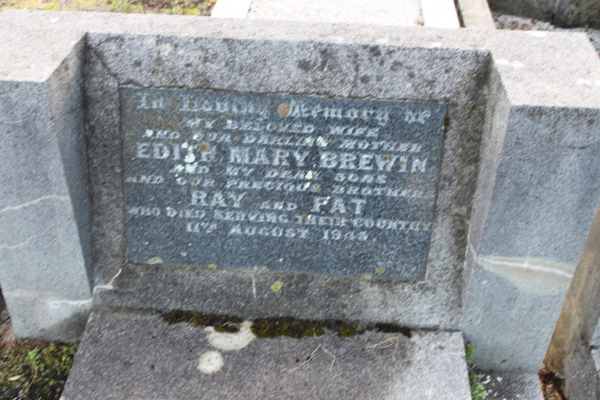 In Loving Memory of
MY BELOVED WIFE
AND OUR DARLING MOTHER
EDITH MARY BREWIN
AND MY DEAR SONS
AND OUR PRECIOUS BROTHERS
RAY AND PAT
WHO DIED SERVING THEIR COUNTRY
11TH AUGUST